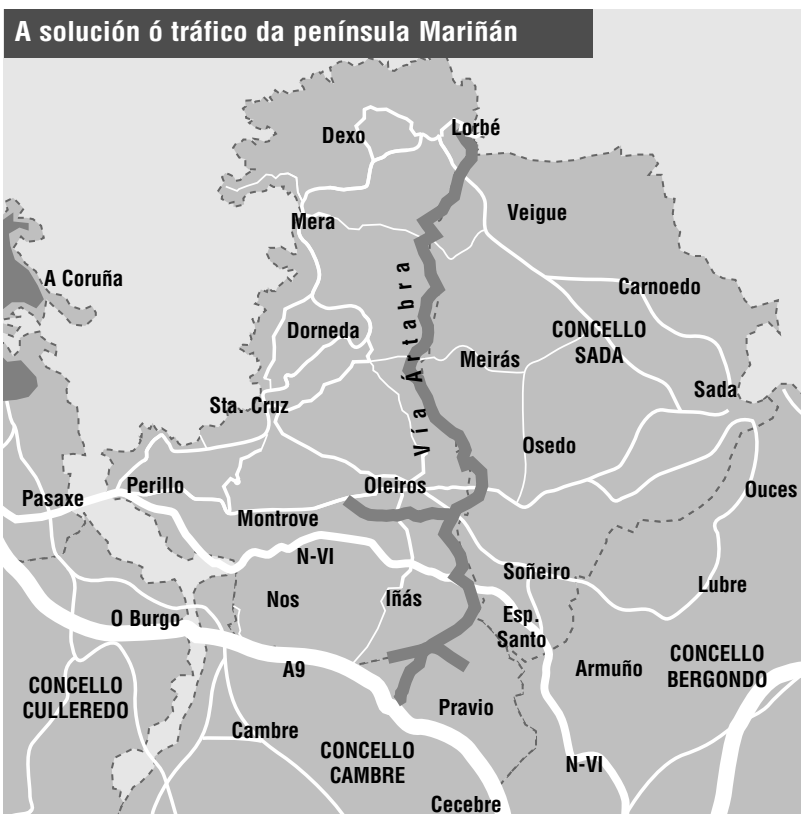 A solución ó tráfico da península Mariñán
Dexo
Lorbé
Mera
Veigue
A Coruña
Vía Ártabra
Carnoedo
Dorneda
CONCELLO
SADA
Meirás
Sada
Sta. Cruz
Osedo
Pasaxe
Perillo
Oleiros
Ouces
Montrove
N-VI
Soñeiro
Lubre
Nos
Iñás
O Burgo
Esp.
Santo
A9
Armuño
CONCELLO
BERGONDO
CONCELLO
CULLEREDO
Pravio
Cambre
CONCELLO
CAMBRE
N-VI
Cecebre